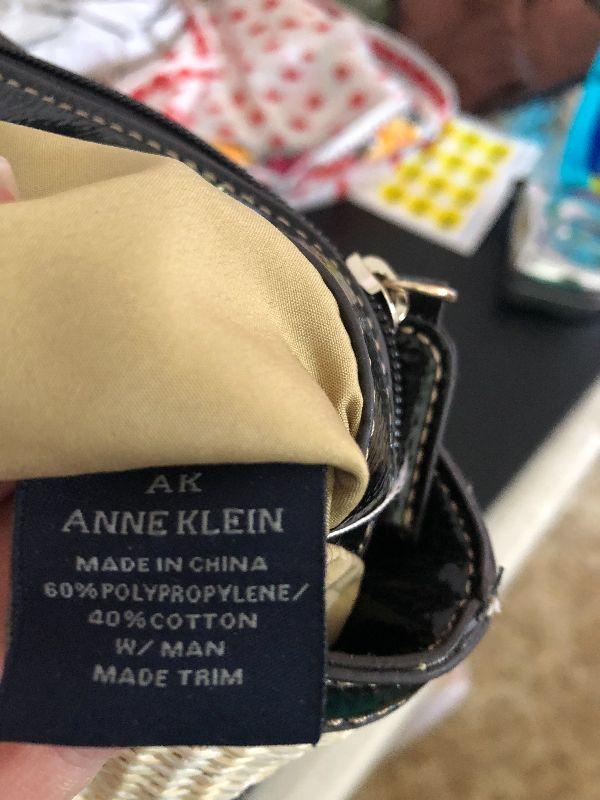 AK
ANNE KLEIN
MADE IN CHINA
60%POLYPROPYLENE/
40%COTTON
W/ MAN
MADE TRIM